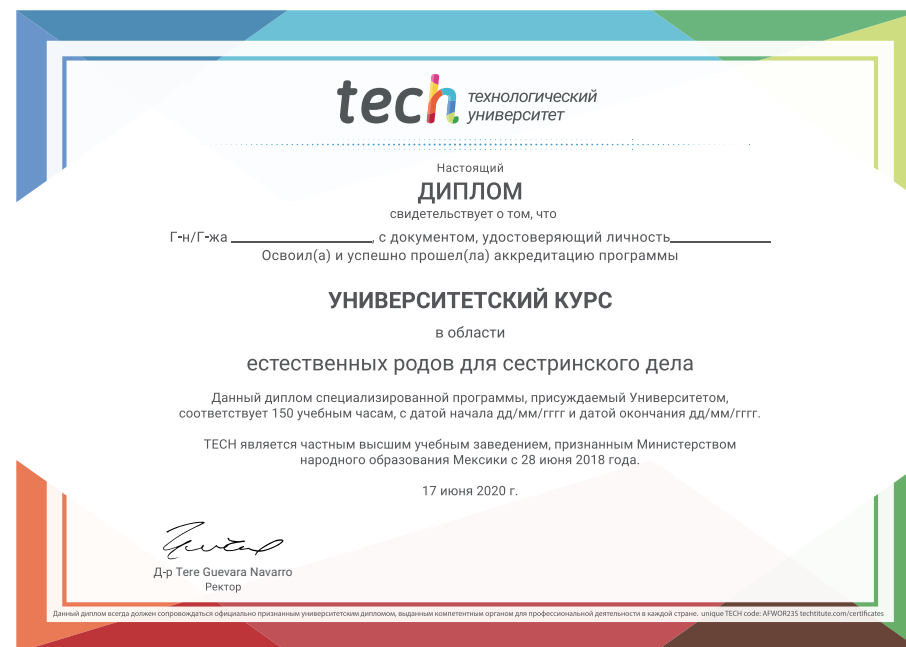 tech технологический
университет
Настоящий
ДИПЛОМ
свидетельствует о том, что
Г-н/Г-жа ____________________, с документом, удостоверяющий личность______________
Освоил(а) и успешно прошел(ла) аккредитацию программы
УНИВЕРСИТЕТСКИЙ КУРС
в области
естественных родов для сестринского дела
Данный диплом специализированной программы, присуждаемый Университетом,
соответствует 150 учебным часам, с датой начала дд/мм/гггг и датой окончания дд/мм/гггг.
TECH является частным высшим учебным заведением, признанным Министерством
народного образования Мексики с 28 июня 2018 года.
17 июня 2020 г.
Д-р Tere Guevara Navarro
Ректор
Данный диплом всегда должен сопровождаться официально признанным университетским дипломом, выданным компетентным органом для профессиональной деятельности в каждой стране. unique TECH code: AFWOR23S techtitute.com/certificates